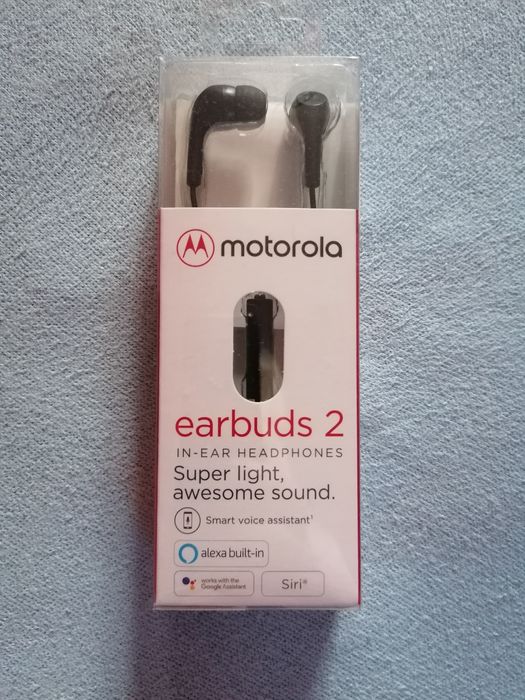 motorola
earbuds 2
IN-EAR HEADPHONES
Super light,
awesome sound.
Smart voice assistant¹
alexa built-in
works with the
Google Assistant
Siri®